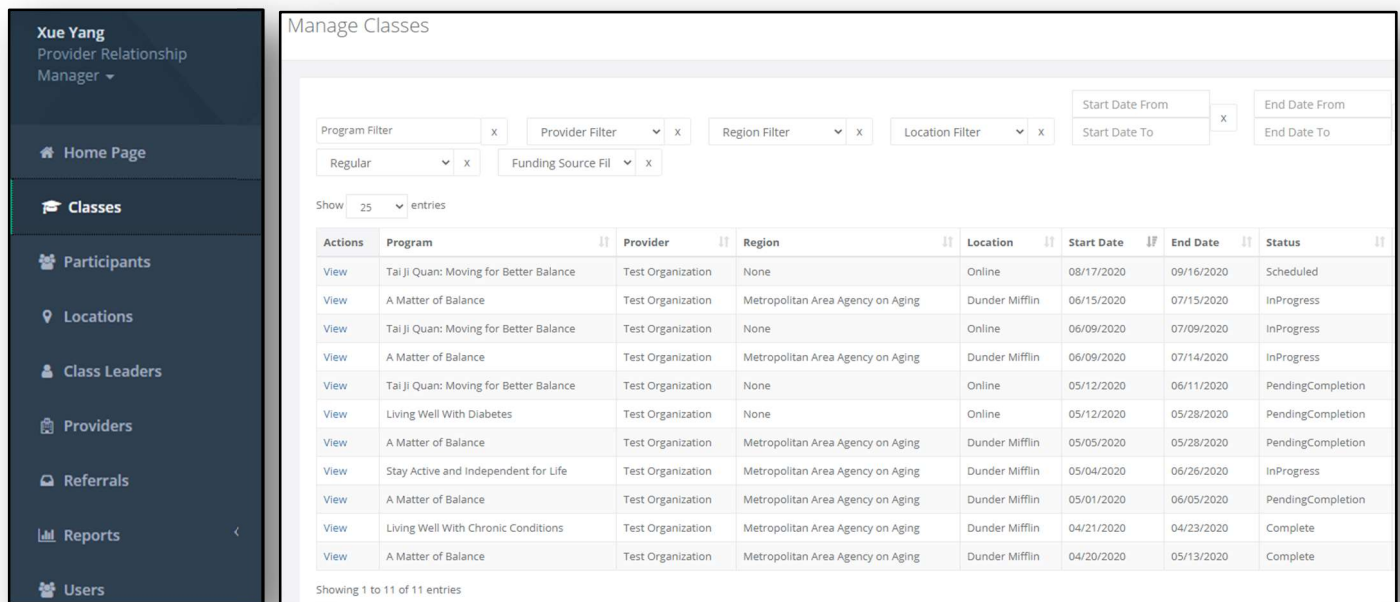 Xue Yang
Provider Relationship
Manager
Home Page
Classes
Participants
Locations
Class Leaders
Providers
Referrals
Reports
Users
Manage Classes
Start Date From
End Date From
x
Program Filter x Provider Filter x Region Filter x Location Filter x Start Date To End Date To
Regular x Funding Source Fil x
Show 25 entries
Actions Program Provider Region Location Start Date End Date Status
View Tai Ji Quan: Moving for Better Balance Test Organization None Online 08/17/2020 09/16/2020 Scheduled
View A Matter of Balance Test Organization Metropolitan Area Agency on Aging Dunder Mifflin 06/15/2020 07/15/2020 InProgress
View Tai Ji Quan: Moving for Better Balance Test Organization None Online 06/09/2020 07/09/2020 InProgress
View A Matter of Balance Test Organization Metropolitan Area Agency on Aging Dunder Mifflin 06/09/2020 07/14/2020 InProgress
View Tai Ji Quan: Moving for Better Balance Test Organization None Online 05/12/2020 06/11/2020 PendingCompletion
View Living Well With Diabetes Test Organization None Online 05/12/2020 05/28/2020 PendingCompletion
View A Matter of Balance Test Organization Metropolitan Area Agency on Aging Dunder Mifflin 05/05/2020 05/28/2020 PendingCompletion
View Stay Active and Independent for Life Test Organization Metropolitan Area Agency on Aging Dunder Mifflin 05/04/2020 06/26/2020 InProgress
View A Matter of Balance Test Organization Metropolitan Area Agency on Aging Dunder Mifflin 05/01/2020 06/05/2020 PendingCompletion
View Living Well With Chronic Conditions Test Organization Metropolitan Area Agency on Aging Dunder Mifflin 04/21/2020 04/23/2020 Complete
View A Matter of Balance Test Organization Metropolitan Area Agency on Aging Dunder Mifflin 04/20/2020 05/13/2020 Complete
Showing 1 to 11 of 11 entries